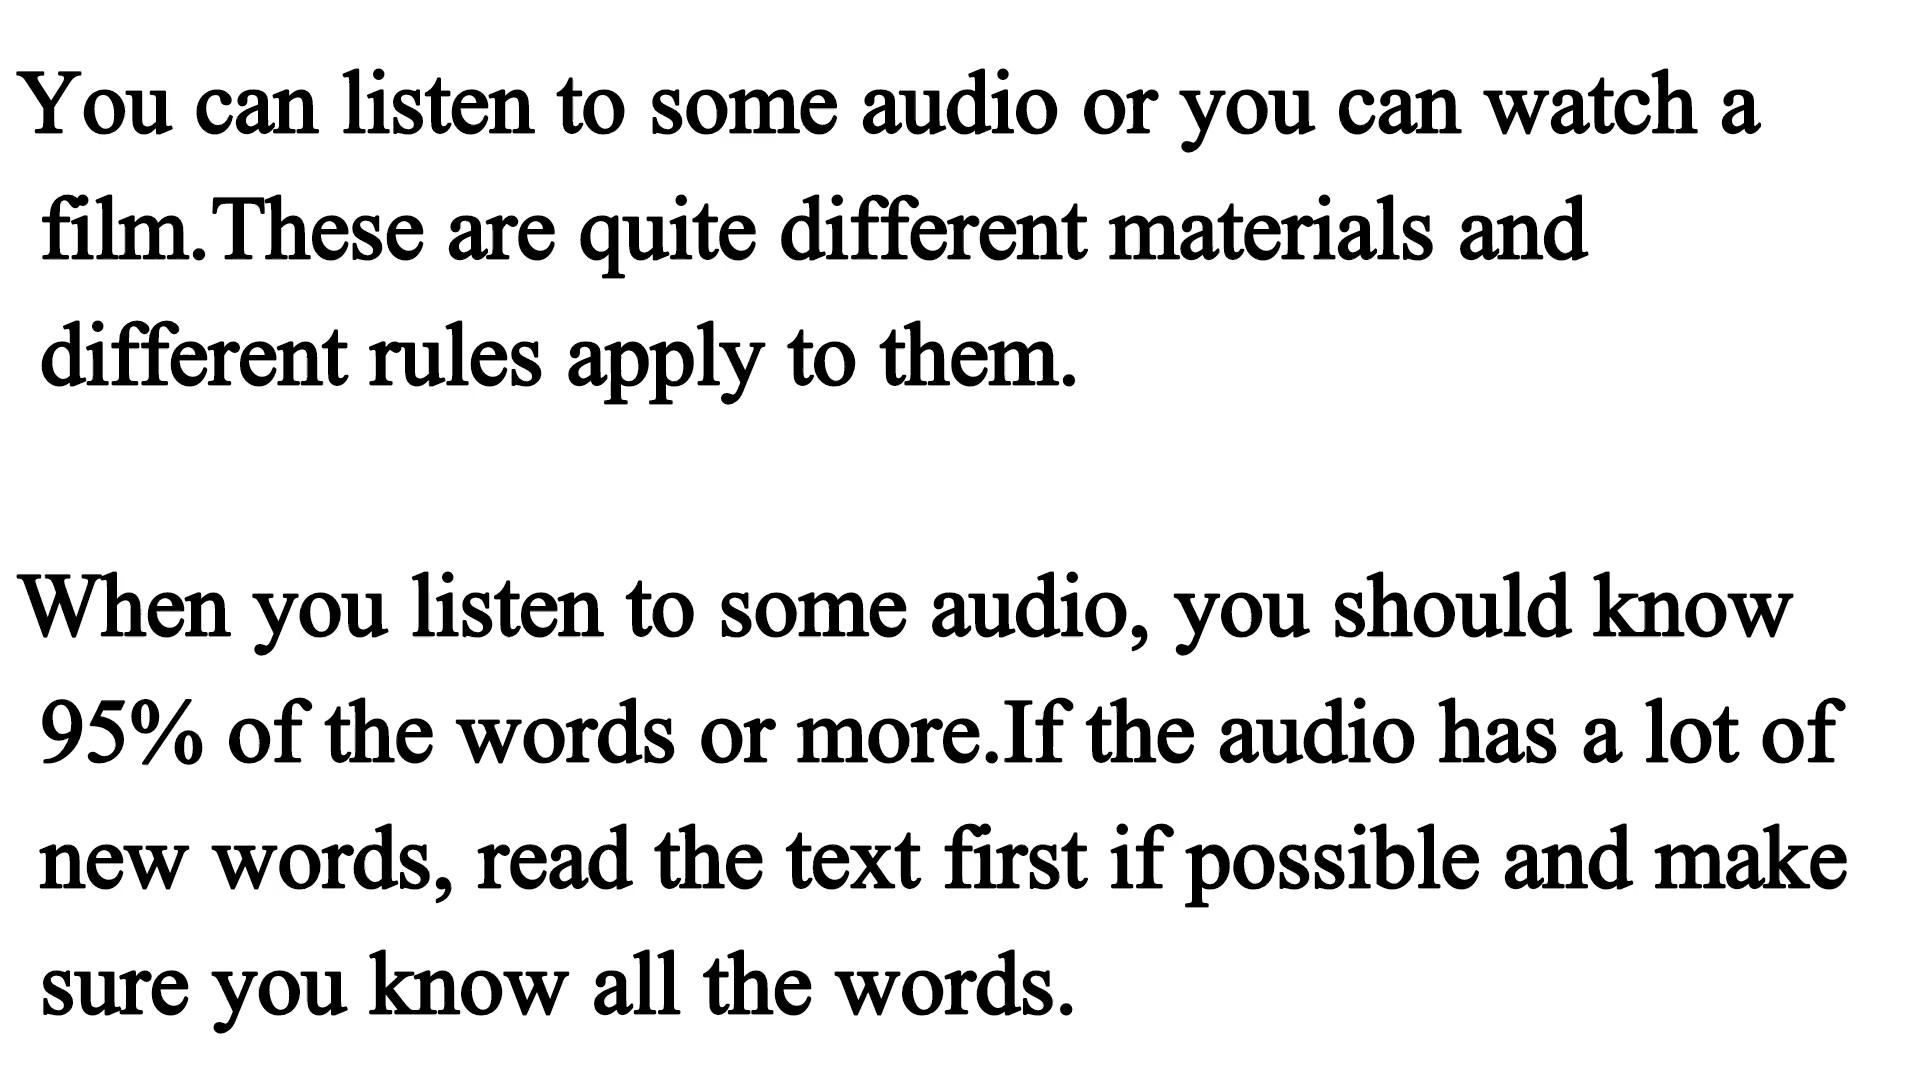 You can listen to some audio or you can watch a
film.These are quite different materials and
different rules apply to them.
When you listen to some audio, you should know
95% of the words or more.If the audio has a lot of
new words, read the text first if possible and make
sure you know all the words.